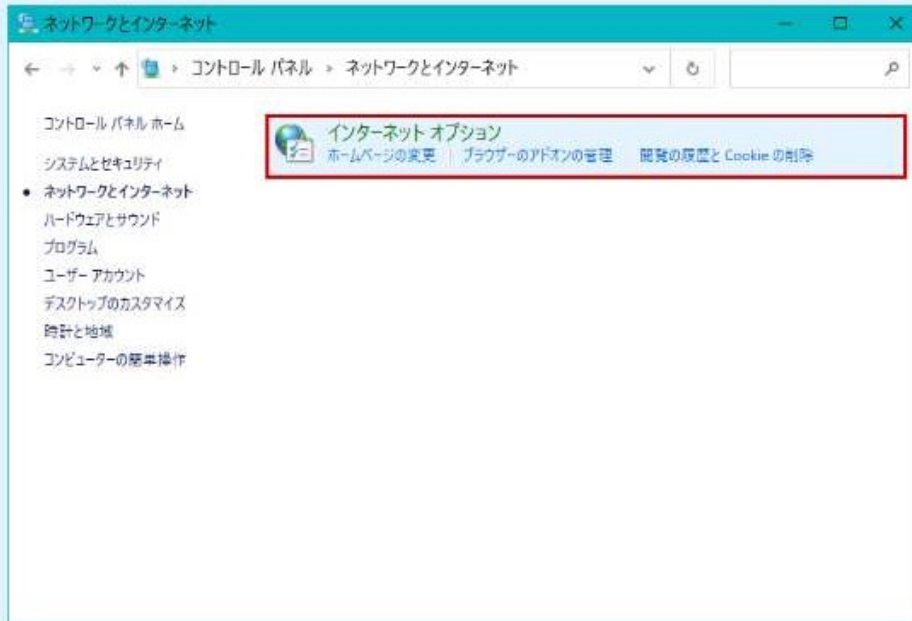 ネットワークとインターネット
コントロール パネル › ネットワークとインターネット
コントロール パネル ホーム
システムとセキュリティ
ネットワークとインターネット
ハードウェアとサウンド
プログラム
ユーザー アカウント
デスクトップのカスタマイズ
時計と地域
コンピューターの簡単操作
インターネット オプション
ホームページの変更 | ブラウザーのアドオンの管理 閲覧の履歴と Cookie の削除